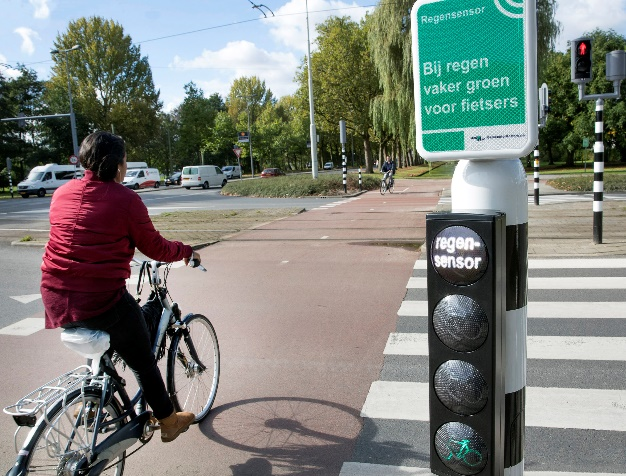 Regensensor
Bij regen
vaker groen
voor fietsers
regen-
sensor